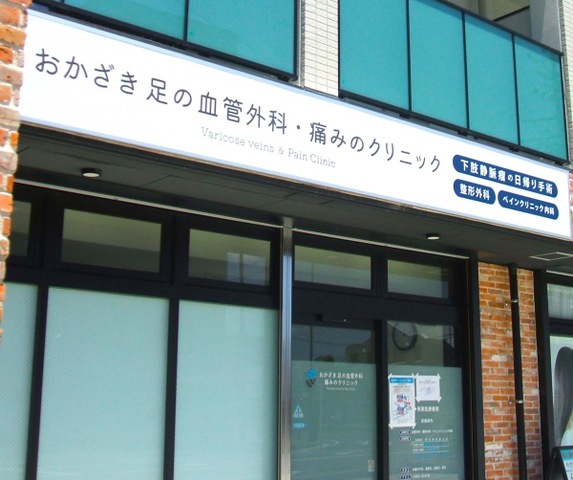 おかざき 足の血管外科・痛みのクリニック
Varicose veins & Pain Clinic
下肢静脈瘤の日帰り手術
整形外科
ペインクリニック内科
おかざき 足の血管外科
痛みのクリニック